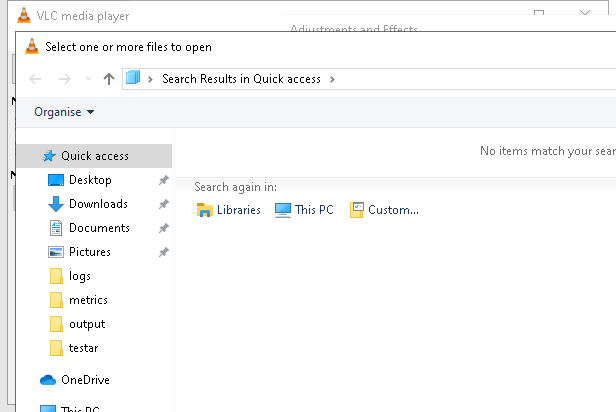 VLC media player
Adjustments and Effects
Select one or more files to open
Search Results in Quick access
Organise
Quick access
No items match your sear
Desktop
Search again in:
Downloads
Libraries
This PC
Custom...
Documents
Pictures
logs
metrics
output
testar
OneDrive
This PC